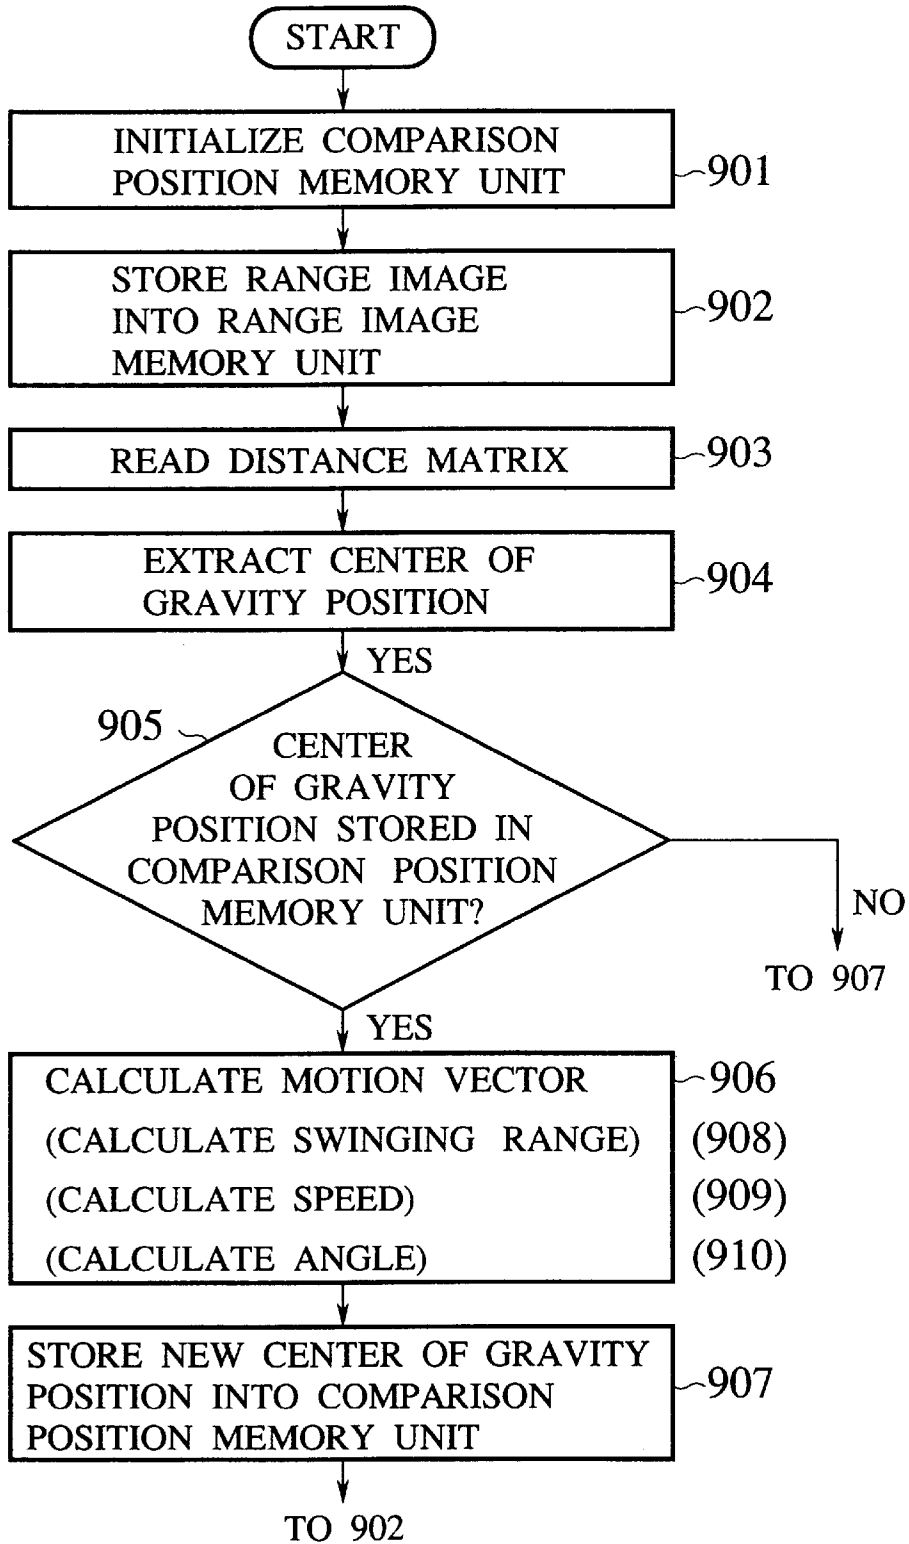 START
INITIALIZE COMPARISON
POSITION MEMORY UNIT
901
STORE RANGE IMAGE
INTO RANGE IMAGE
MEMORY UNIT
902
READ DISTANCE MATRIX
903
EXTRACT CENTER OF
GRAVITY POSITION
904
YES
905
CENTER
OF GRAVITY
POSITION STORED IN
COMPARISON POSITION
MEMORY UNIT?
NO
TO 907
YES
CALCULATE MOTION VECTOR
906
(CALCULATE SWINGING RANGE)
(908)
(CALCULATE SPEED)
(909)
(CALCULATE ANGLE)
(910)
STORE NEW CENTER OF GRAVITY
POSITION INTO COMPARISON
POSITION MEMORY UNIT
907
TO 902